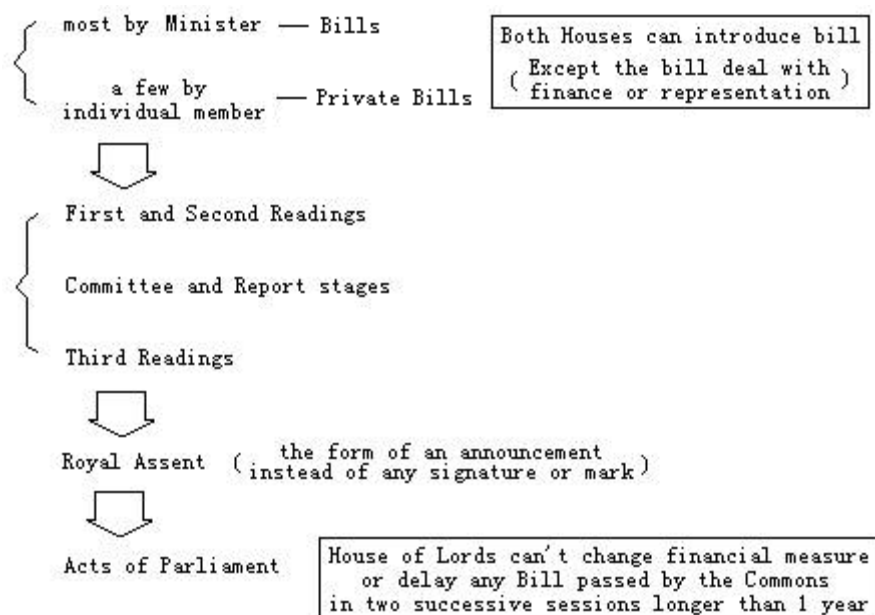 most by Minister — Bills
a few by
individual member — Private Bills
Both Houses can introduce bill
( Except the bill deal with
finance or representation )
First and Second Readings
Committee and Report stages
Third Readings
Royal Assent ( the form of an announcement
instead of any signature or mark )
Acts of Parliament
House of Lords can't change financial measure
or delay any Bill passed by the Commons
in two successive sessions longer than 1 year